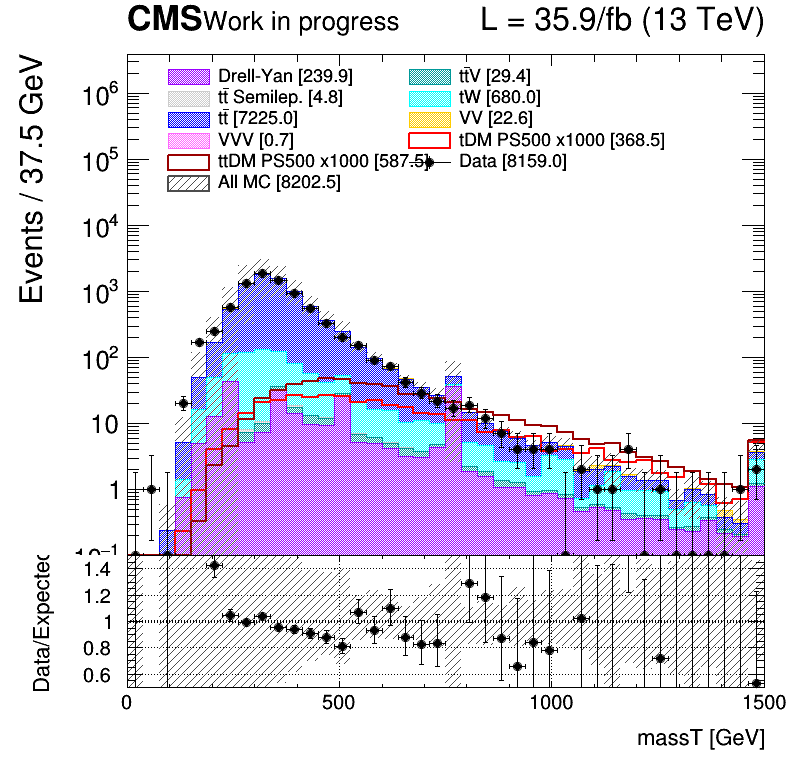 CMS Work in progress L = 35.9/fb (13 TeV)
Events / 37.5 GeV
Drell-Yan [239.9] tt̄V [29.4]
tt̄ Semilep. [4.8] tW [680.0]
tt̄ [7225.0] VV [22.6]
VVV [0.7] tDM PS500 x1000 [368.5]
ttDM PS500 x1000 [587.5] Data [8159.0]
All MC [8202.5]
10⁶
10⁵
10⁴
10³
10²
10
1
10⁻¹
Data/Expected
1.4
1.2
1
0.8
0.6
0 500 1000 1500
massT [GeV]